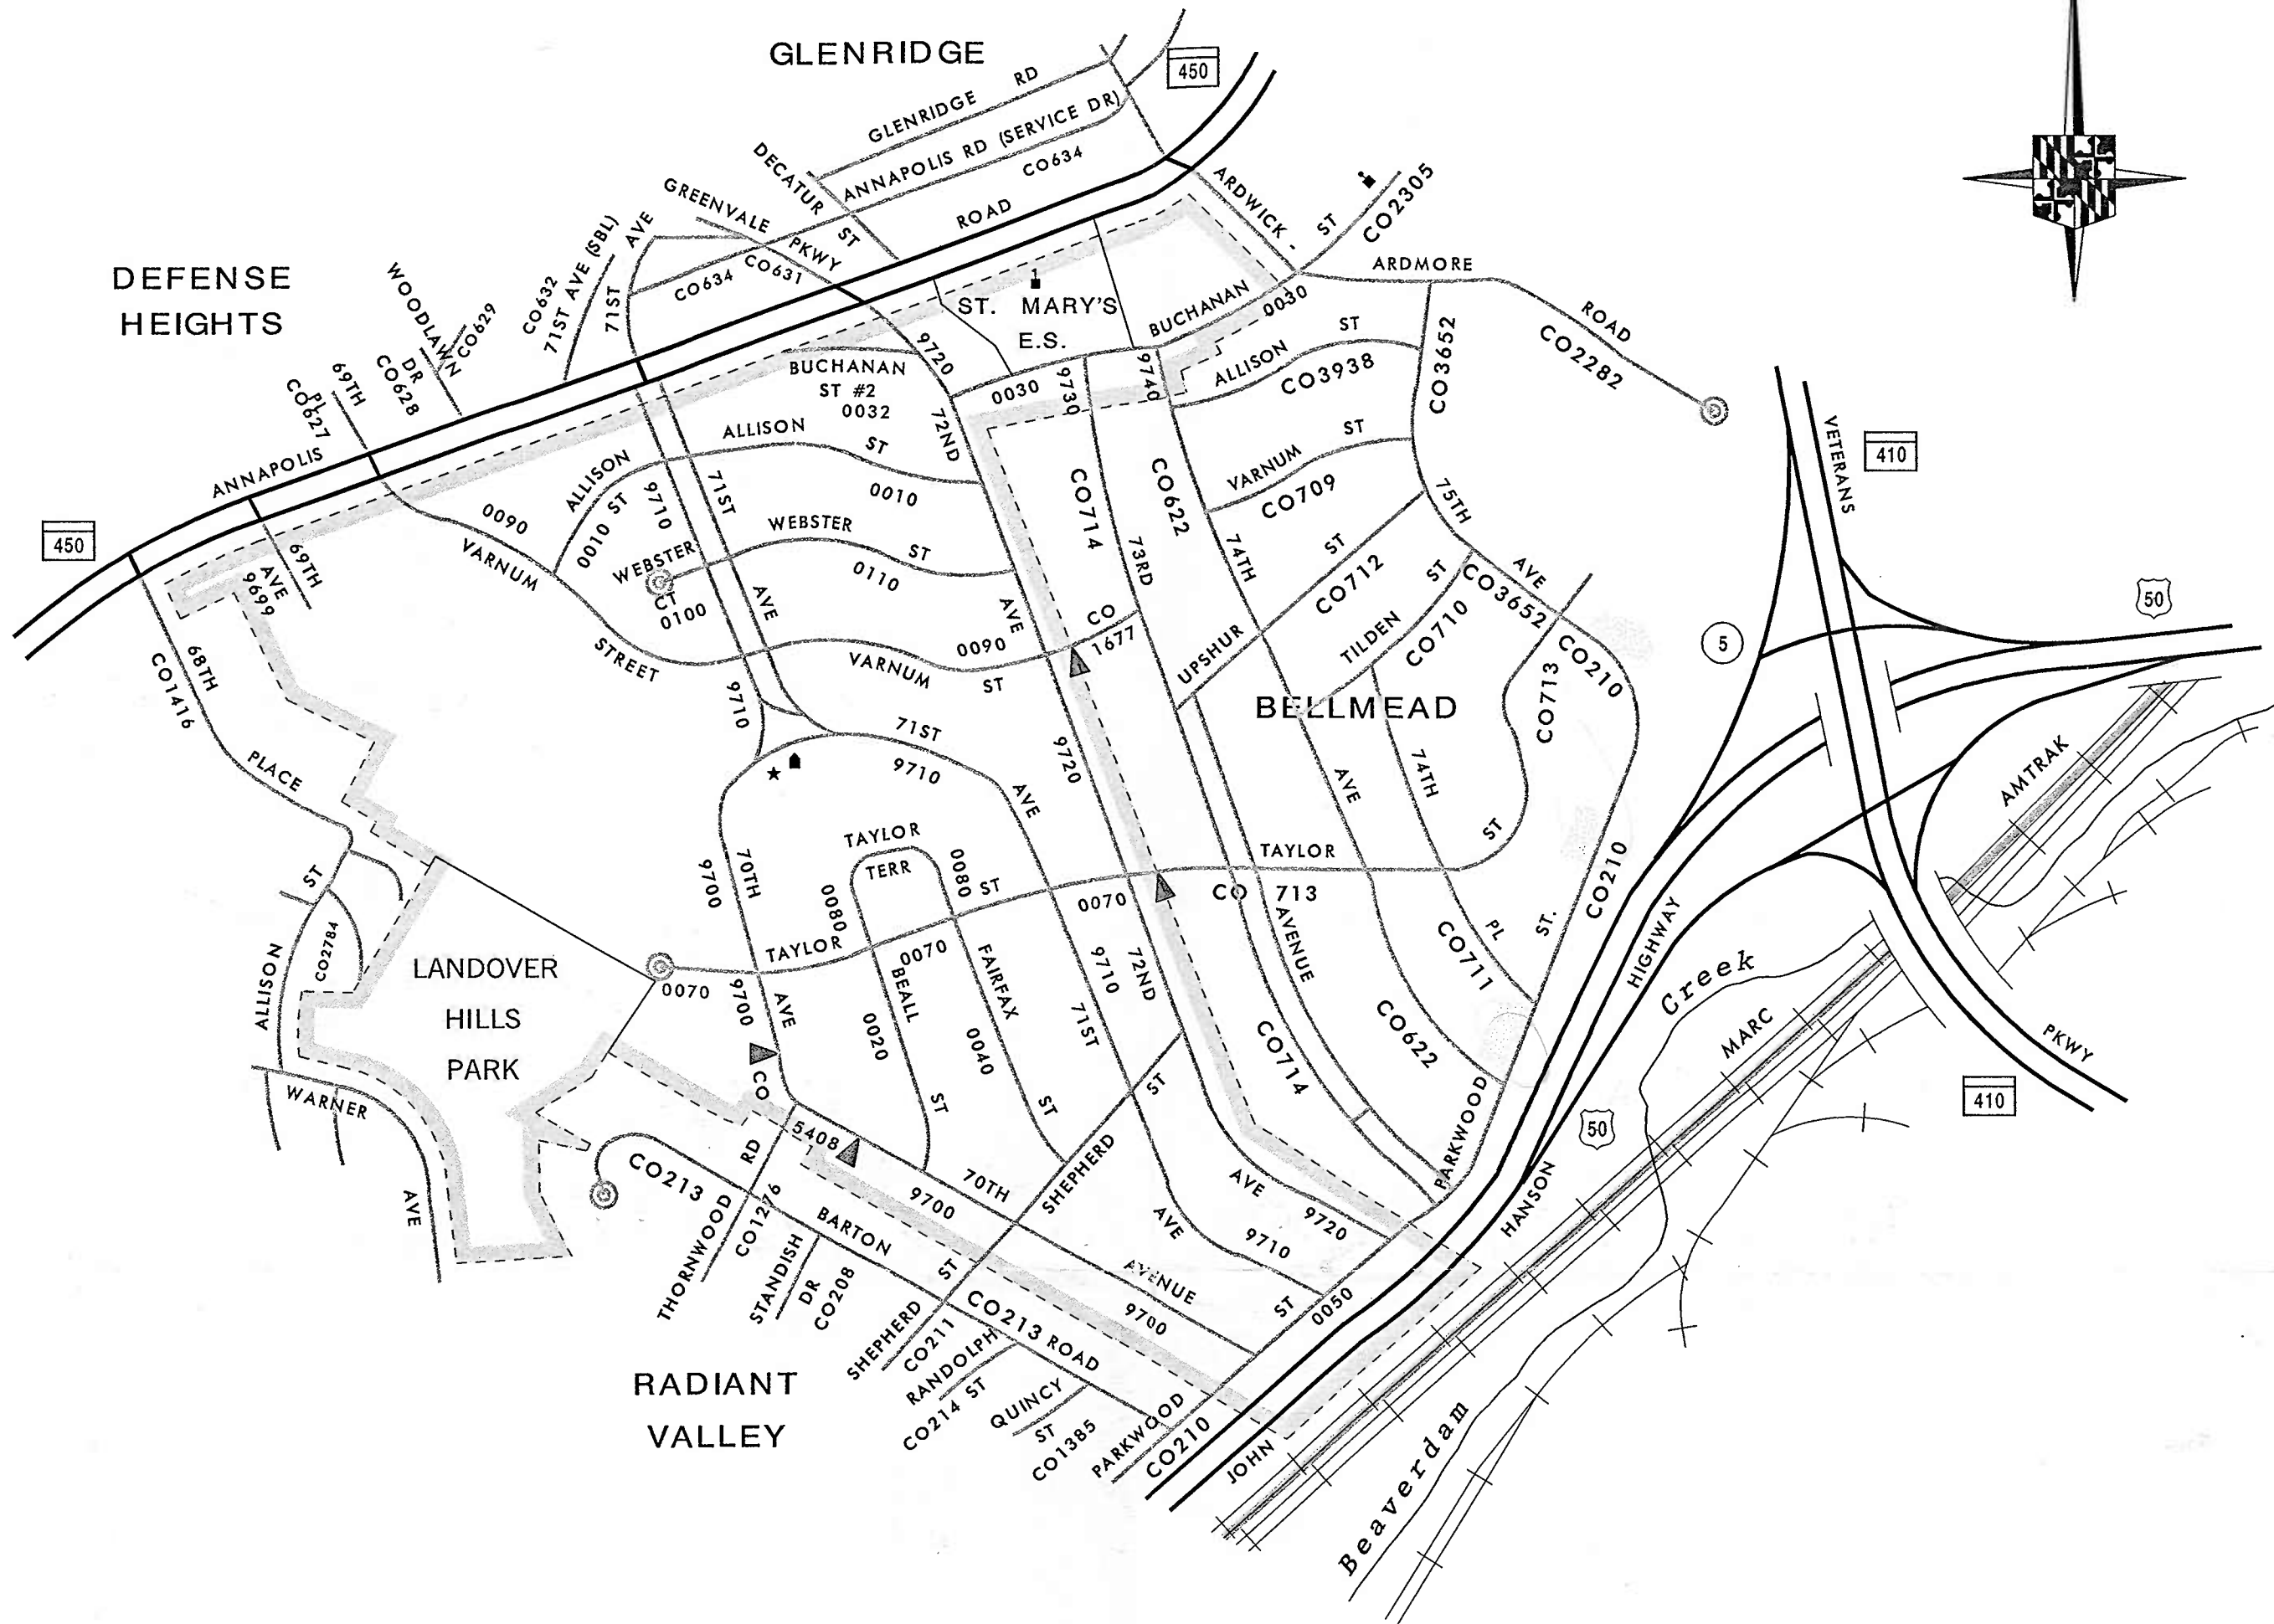 GLENRIDGE
450
GLENRIDGE RD
ANNAPOLIS RD (SERVICE DR)
CO634
DECATUR ST
GREENVALE PKWY
CO631
CO634
ROAD
ARDWICK -
ARDMORE
ROAD
CO2282
ST
CO2305
71ST AVE
CO632
71ST AVE (SBL)
DEFENSE
HEIGHTS
WOODLAWN
DR
CO629
CO628
69TH
PL
CO627
ANNAPOLIS
450
1
ST. MARY'S
E.S.
BUCHANAN
0030
0030
9720
BUCHANAN
ST #2
0032
9730
9740
ALLISON ST
CO3938
CO3652
VARNUM ST
CO709
ALLISON ST
0010
ALLISON
0010 ST
9710
71ST
72ND
0090
VARNUM
STREET
WEBSTER
CT
0100
WEBSTER ST
0110
AVE
AVE
69TH
AVE
9699
68TH
CO1416
PLACE
CO714
73RD
CO622
74TH
UPSHUR ST
CO712
75TH
AVE
CO3652
TILDEN ST
CO710
CO210
CO713
BELLMEAD
0090
VARNUM
ST
CO
1677
9710
71ST
9710
AVE
9720
AVE
74TH
TAYLOR ST
CO 713
PL
CO711
ST.
CO210
CO622
CO714
AVENUE
PARKWOOD
TAYLOR
TERR
0080
0080
ST
0070
TAYLOR
0070
0070
70TH
9700
9700
AVE
CO
5408
BEALL
0020
ST
FAIRFAX
0040
ST
9710
71ST
72ND
SHEPHERD ST
AVE
9720
AVE
9710
70TH
9700
AVENUE
9700
ST
0050
ST
ALLISON
CO2784
LANDOVER
HILLS
PARK
WARNER
AVE
CO213
RD
THORNWOOD
CO1276
BARTON
STANDISH
DR
CO208
SHEPHERD ST
CO211
CO213 ROAD
RANDOLPH
CO214 ST
QUINCY
ST
CO1385
PARKWOOD
CO210
RADIANT
VALLEY
JOHN
HANSON
HIGHWAY
50
VETERANS
410
5
50
AMTRAK
MARC
PKWY
410
Beaverdam
Creek